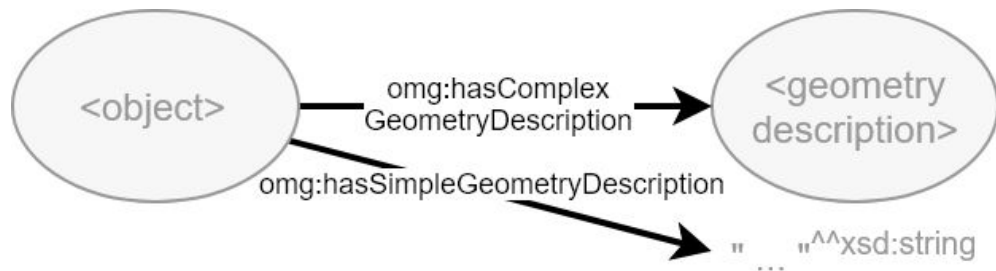 <object>
omg:hasComplex
GeometryDescription
<geometry
description>
omg:hasSimpleGeometryDescription
" ... "^^xsd:string